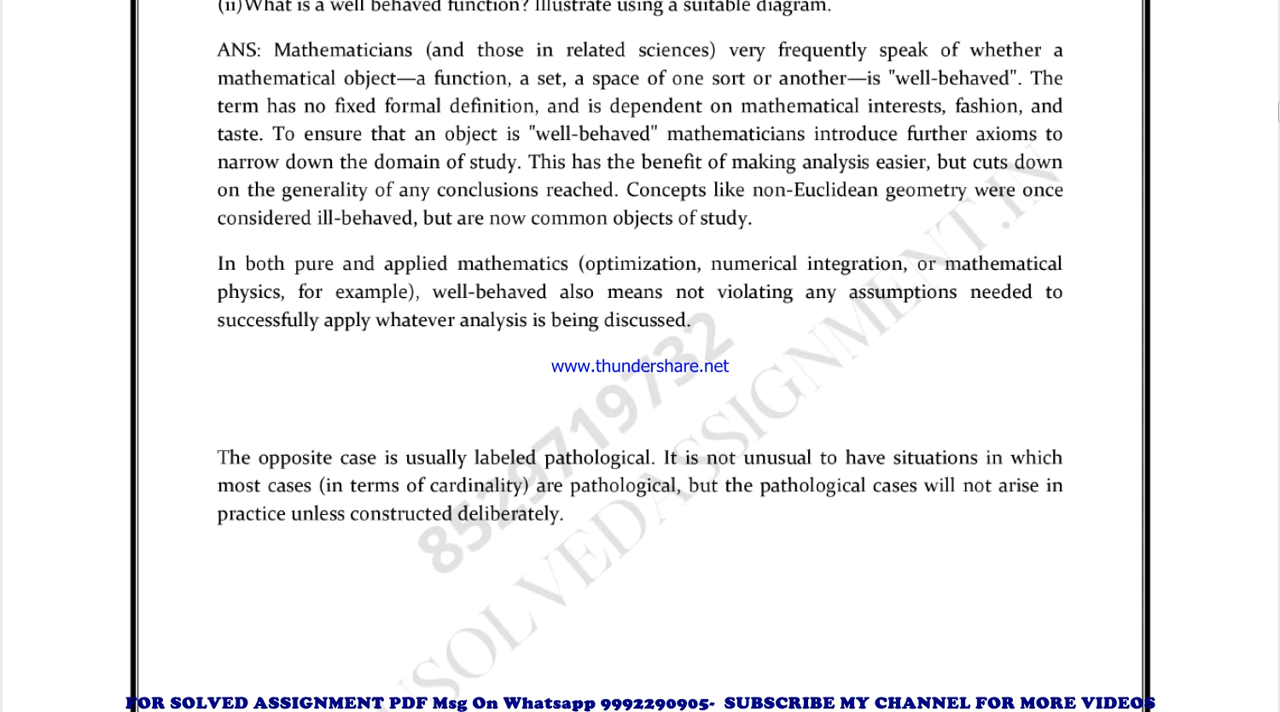 (ii)What is a well behaved function? Illustrate using a suitable diagram.
ANS: Mathematicians (and those in related sciences) very frequently speak of whether a
mathematical object—a function, a set, a space of one sort or another—is "well-behaved". The
term has no fixed formal definition, and is dependent on mathematical interests, fashion, and
taste. To ensure that an object is "well-behaved" mathematicians introduce further axioms to
narrow down the domain of study. This has the benefit of making analysis easier, but cuts down
on the generality of any conclusions reached. Concepts like non-Euclidean geometry were once
considered ill-behaved, but are now common objects of study.
In both pure and applied mathematics (optimization, numerical integration, or mathematical
physics, for example), well-behaved also means not violating any assumptions needed to
successfully apply whatever analysis is being discussed.
www.thundershare.net
The opposite case is usually labeled pathological. It is not unusual to have situations in which
most cases (in terms of cardinality) are pathological, but the pathological cases will not arise in
practice unless constructed deliberately.
8529719732
NSOLVEDASSIGNMENT.IN
FOR SOLVED ASSIGNMENT PDF Msg On Whatsapp 9992290905- SUBSCRIBE MY CHANNEL FOR MORE VIDEOS